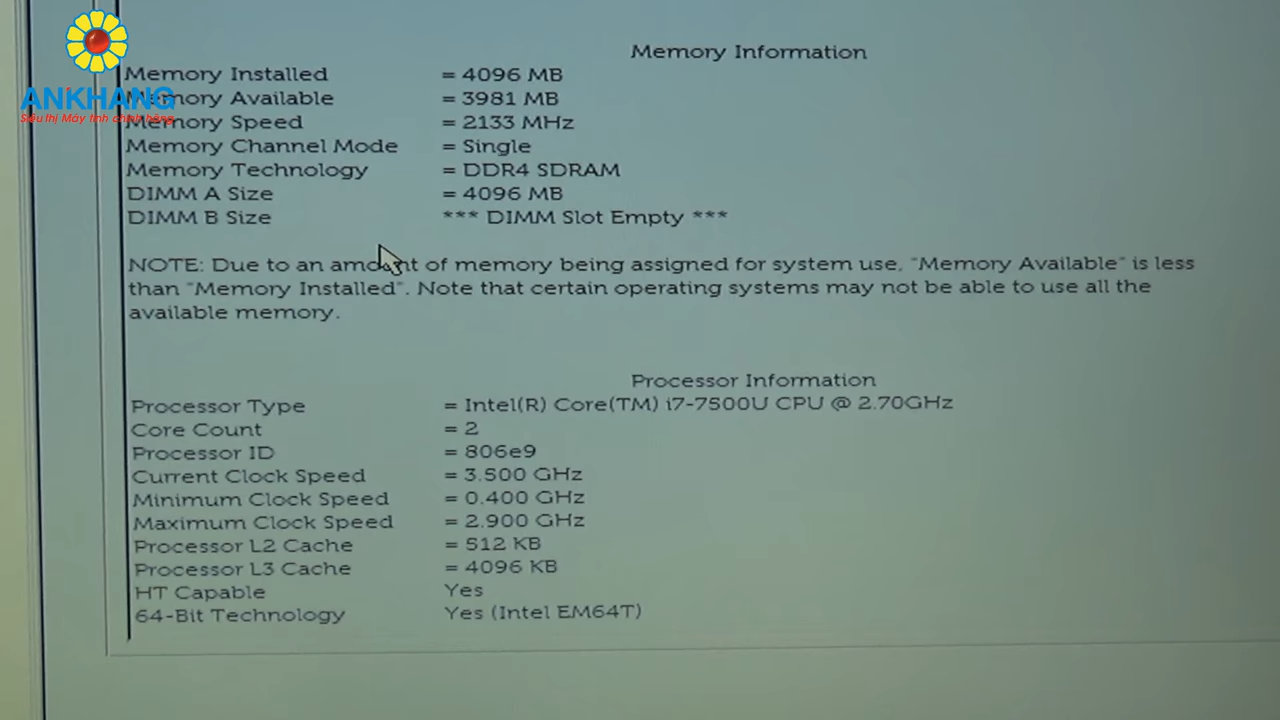 Memory Information
Memory Installed = 4096 MB
Memory Available = 3981 MB
Memory Speed = 2133 MHz
Memory Channel Mode = Single
Memory Technology = DDR4 SDRAM
DIMM A Size = 4096 MB
DIMM B Size *** DIMM Slot Empty ***
NOTE: Due to an amount of memory being assigned for system use, "Memory Available" is less
than "Memory Installed". Note that certain operating systems may not be able to use all the
available memory.
Processor Information
Processor Type = Intel(R) Core(TM) i7-7500U CPU @ 2.70GHz
Core Count = 2
Processor ID = 806e9
Current Clock Speed = 3.500 GHz
Minimum Clock Speed = 0.400 GHz
Maximum Clock Speed = 2.900 GHz
Processor L2 Cache = 512 KB
Processor L3 Cache = 4096 KB
HT Capable Yes
64-Bit Technology Yes (Intel EM64T)
ANKHANG
Siêu thị Máy tính chính hãng